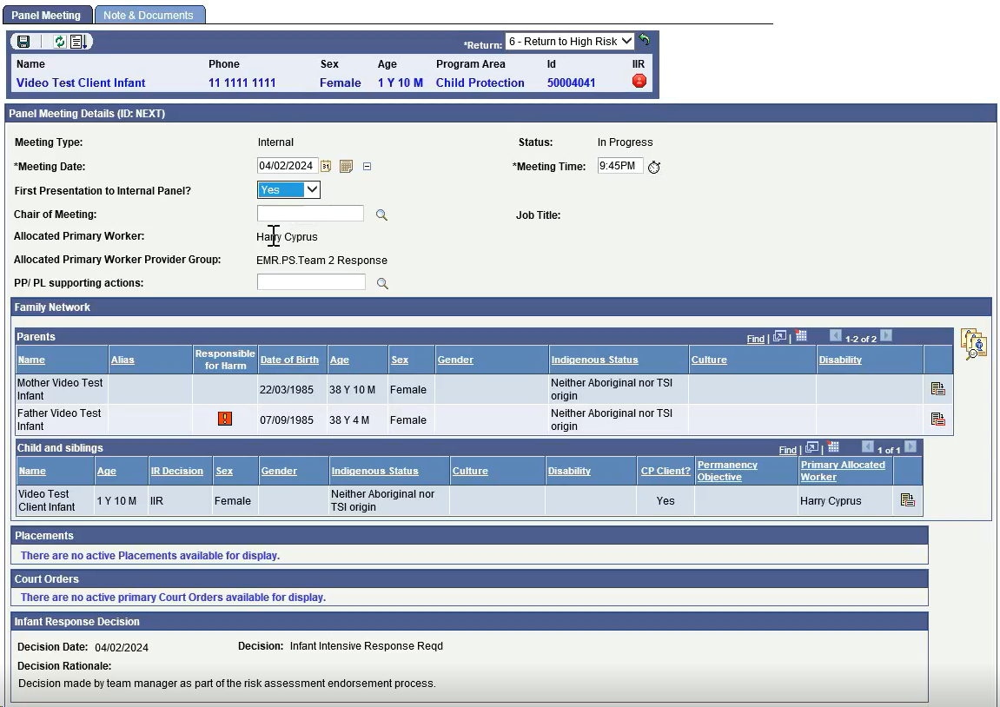 Panel Meeting Note & Documents
*Return: 6 - Return to High Risk
Name Phone Sex Age Program Area Id IIR
Video Test Client Infant 11 1111 1111 Female 1 Y 10 M Child Protection 50004041
Panel Meeting Details (ID: NEXT)
Meeting Type: Internal Status: In Progress
*Meeting Date: 04/02/2024 31 *Meeting Time: 9:45PM
First Presentation to Internal Panel? Yes
Chair of Meeting: Job Title:
Allocated Primary Worker: Harry Cyprus
Allocated Primary Worker Provider Group: EMR.PS.Team 2 Response
PP/ PL supporting actions:
Family Network
Parents Find | | 1-2 of 2
Name Alias Responsible for Harm Date of Birth Age Sex Gender Indigenous Status Culture Disability
Mother Video Test Infant 22/03/1985 38 Y 10 M Female Neither Aboriginal nor TSI origin
Father Video Test Infant 07/09/1985 38 Y 4 M Female Neither Aboriginal nor TSI origin
Child and siblings Find | | 1 of 1
Name Age IR Decision Sex Gender Indigenous Status Culture Disability CP Client? Permanency Objective Primary Allocated Worker
Video Test Client Infant 1 Y 10 M IIR Female Neither Aboriginal nor TSI origin Yes Harry Cyprus
Placements
There are no active Placements available for display.
Court Orders
There are no active primary Court Orders available for display.
Infant Response Decision
Decision Date: 04/02/2024 Decision: Infant Intensive Response Reqd
Decision Rationale:
Decision made by team manager as part of the risk assessment endorsement process.